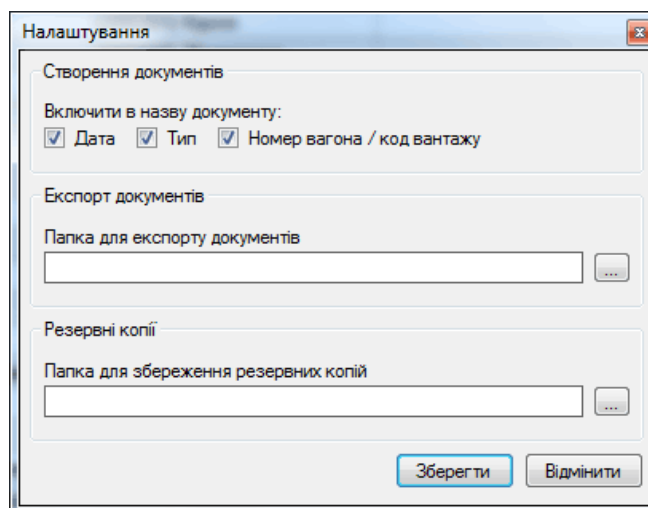 Налаштування
Створення документів
Включити в назву документу:
Дата Тип Номер вагона / код вантажу
Експорт документів
Папка для експорту документів
...
Резервні копії
Папка для збереження резервних копій
...
Зберегти Відмінити